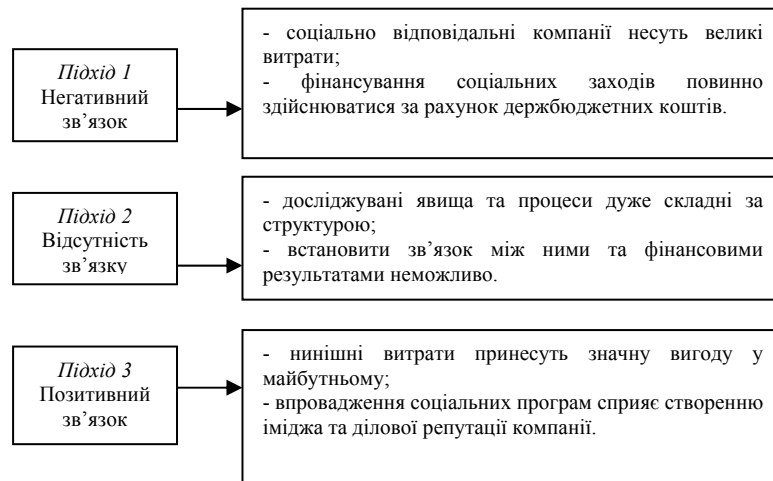 Підхід 1
Негативний
зв’язок
- соціально відповідальні компанії несуть великі
витрати;
- фінансування соціальних заходів повинно
здійснюватися за рахунок держбюджетних коштів.
Підхід 2
Відсутність
зв’язку
- досліджувані явища та процеси дуже складні за
структурою;
- встановити зв’язок між ними та фінансовими
результатами неможливо.
Підхід 3
Позитивний
зв’язок
- нинішні витрати принесуть значну вигоду у
майбутньому;
- впровадження соціальних програм сприяє створенню
іміджа та ділової репутації компанії.